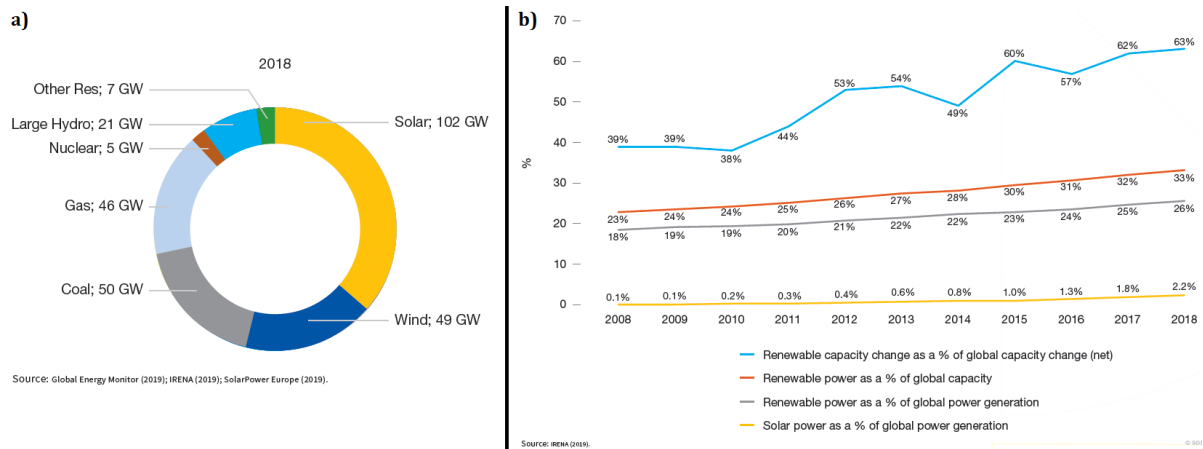 a)
2018
Other Res; 7 GW
Large Hydro; 21 GW
Nuclear; 5 GW
Gas; 46 GW
Coal; 50 GW
Solar; 102 GW
Wind; 49 GW
Source: Global Energy Monitor (2019); IRENA (2019); SolarPower Europe (2019).
b)
%
70
60
50
40
30
20
10
0
39% 39% 38% 44% 53% 54% 49% 60% 57% 62% 63%
23% 24% 24% 25% 26% 27% 28% 30% 31% 32% 33%
18% 19% 19% 20% 21% 22% 22% 23% 24% 25% 26%
0.1% 0.1% 0.2% 0.3% 0.4% 0.6% 0.8% 1.0% 1.3% 1.8% 2.2%
2008 2009 2010 2011 2012 2013 2014 2015 2016 2017 2018
Renewable capacity change as a % of global capacity change (net)
Renewable power as a % of global capacity
Renewable power as a % of global power generation
Solar power as a % of global power generation
Source: IRENA (2019).